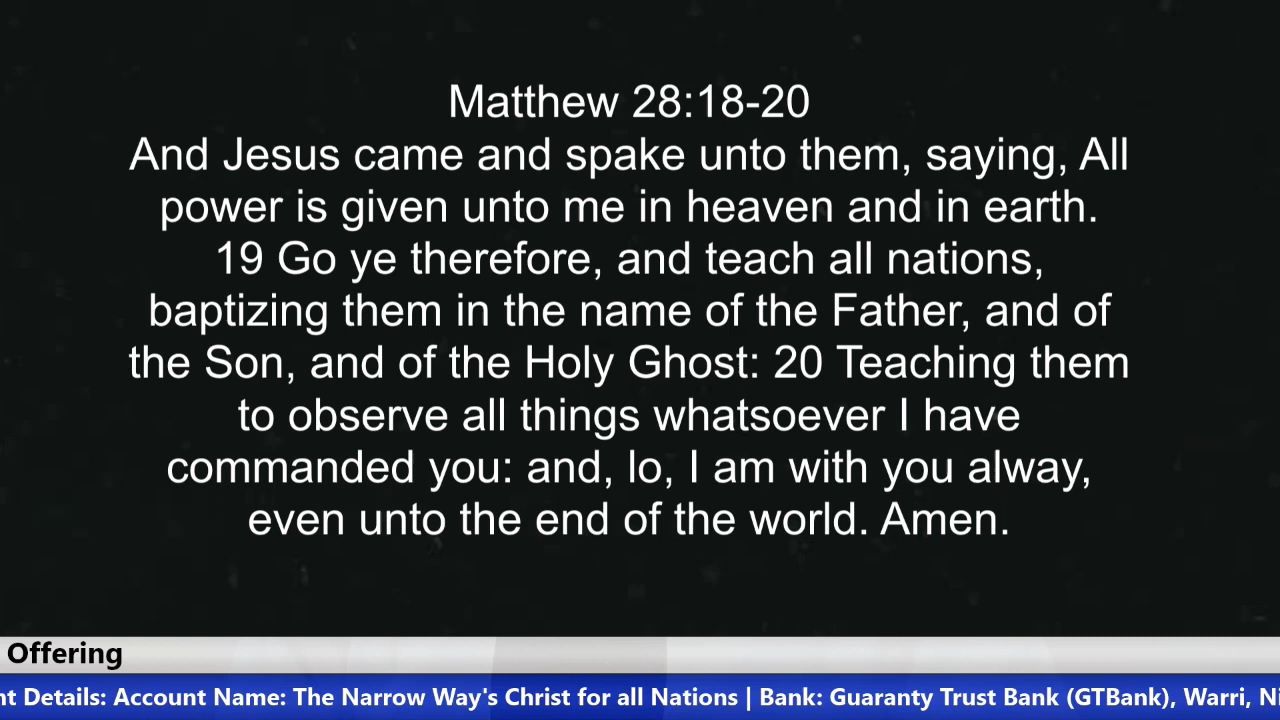 Matthew 28:18-20
And Jesus came and spake unto them, saying, All
power is given unto me in heaven and in earth.
19 Go ye therefore, and teach all nations,
baptizing them in the name of the Father, and of
the Son, and of the Holy Ghost: 20 Teaching them
to observe all things whatsoever I have
commanded you: and, lo, I am with you alway,
even unto the end of the world. Amen.
Offering
Details: Account Name: The Narrow Way's Christ for all Nations | Bank: Guaranty Trust Bank (GTBank), Warri,